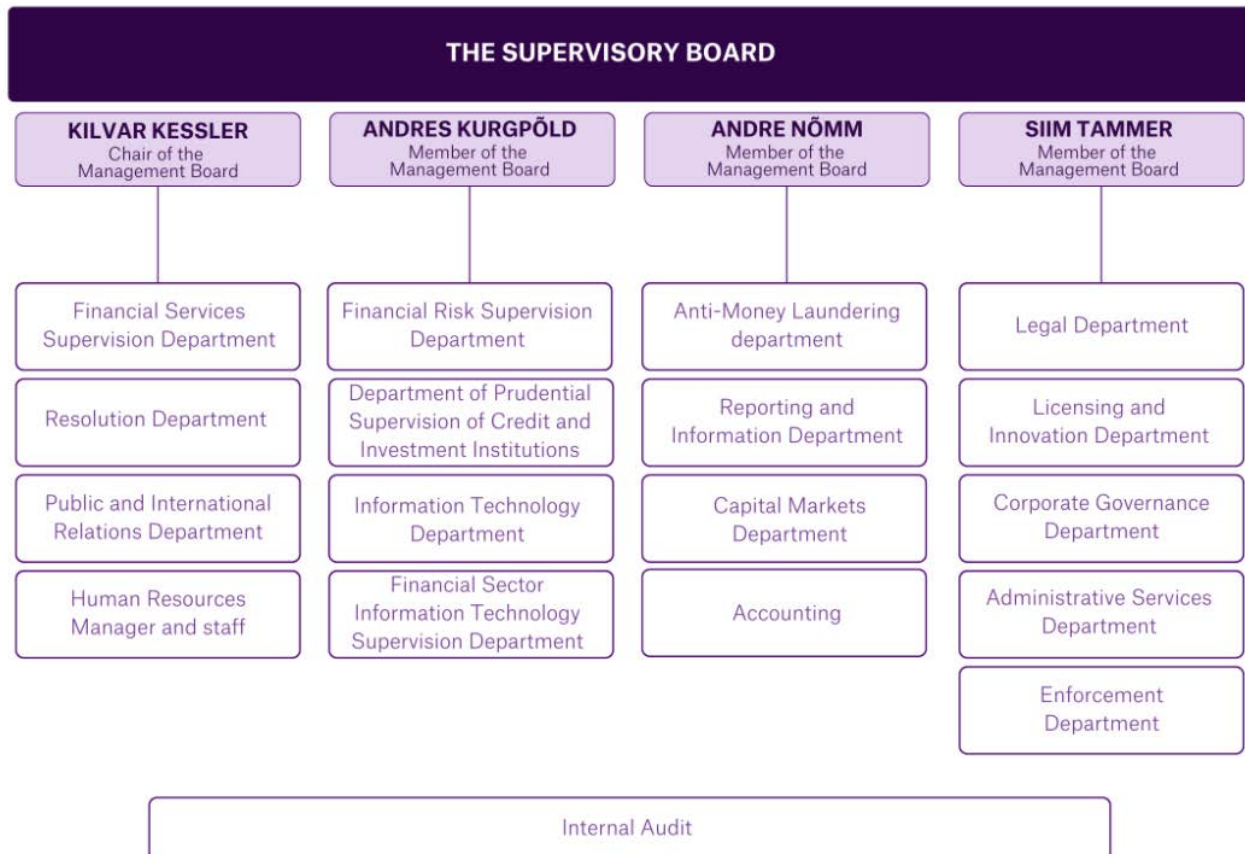 THE SUPERVISORY BOARD
KILVAR KESSLER
Chair of the
Management Board
ANDRES KURGPÕLD
Member of the
Management Board
ANDRE NÕMM
Member of the
Management Board
SIIM TAMMER
Member of the
Management Board
Financial Services
Supervision Department
Resolution Department
Public and International
Relations Department
Human Resources
Manager and staff
Financial Risk Supervision
Department
Department of Prudential
Supervision of Credit and
Investment Institutions
Information Technology
Department
Financial Sector
Information Technology
Supervision Department
Anti-Money Laundering
department
Reporting and
Information Department
Capital Markets
Department
Accounting
Legal Department
Licensing and
Innovation Department
Corporate Governance
Department
Administrative Services
Department
Enforcement
Department
Internal Audit